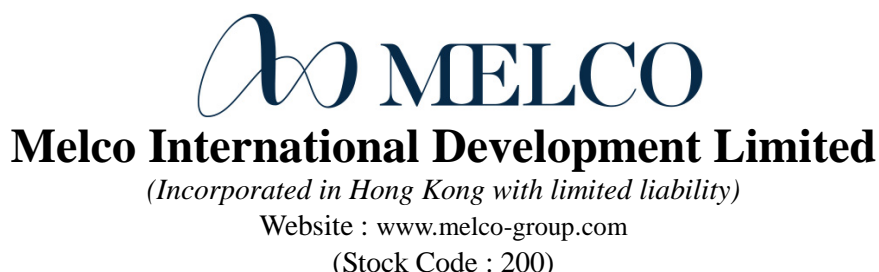 MELCO
Melco International Development Limited
(Incorporated in Hong Kong with limited liability)
Website : www.melco-group.com
(Stock Code : 200)